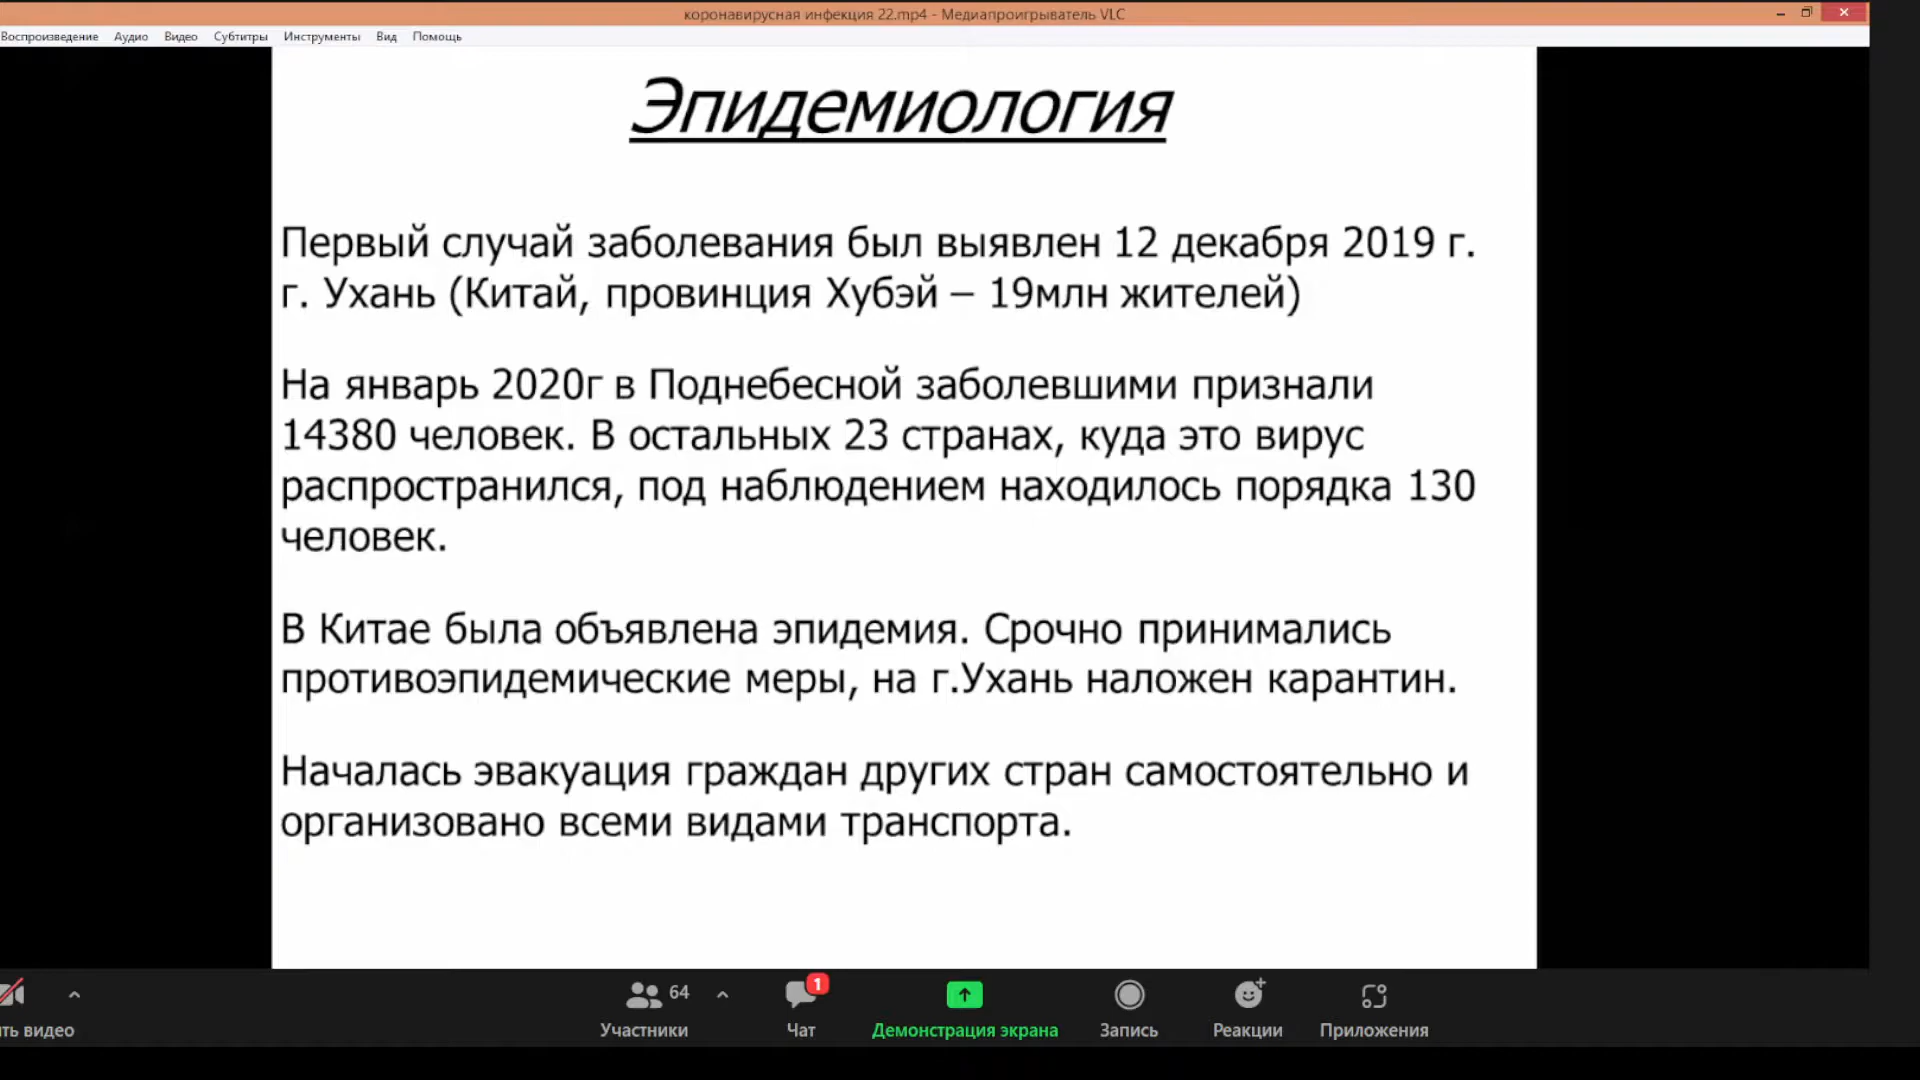 коронавирусная инфекция 22.mp4 - Медиапроигрыватель VLC
Воспроизведение Аудио Видео Субтитры Инструменты Вид Помощь
Эпидемиология
Первый случай заболевания был выявлен 12 декабря 2019 г.
г. Ухань (Китай, провинция Хубэй – 19млн жителей)
На январь 2020г в Поднебесной заболевшими признали
14380 человек. В остальных 23 странах, куда это вирус
распространился, под наблюдением находилось порядка 130
человек.
В Китае была объявлена эпидемия. Срочно принимались
противоэпидемические меры, на г.Ухань наложен карантин.
Началась эвакуация граждан других стран самостоятельно и
организовано всеми видами транспорта.
64 1
ть видео Участники Чат Демонстрация экрана Запись Реакции Приложения